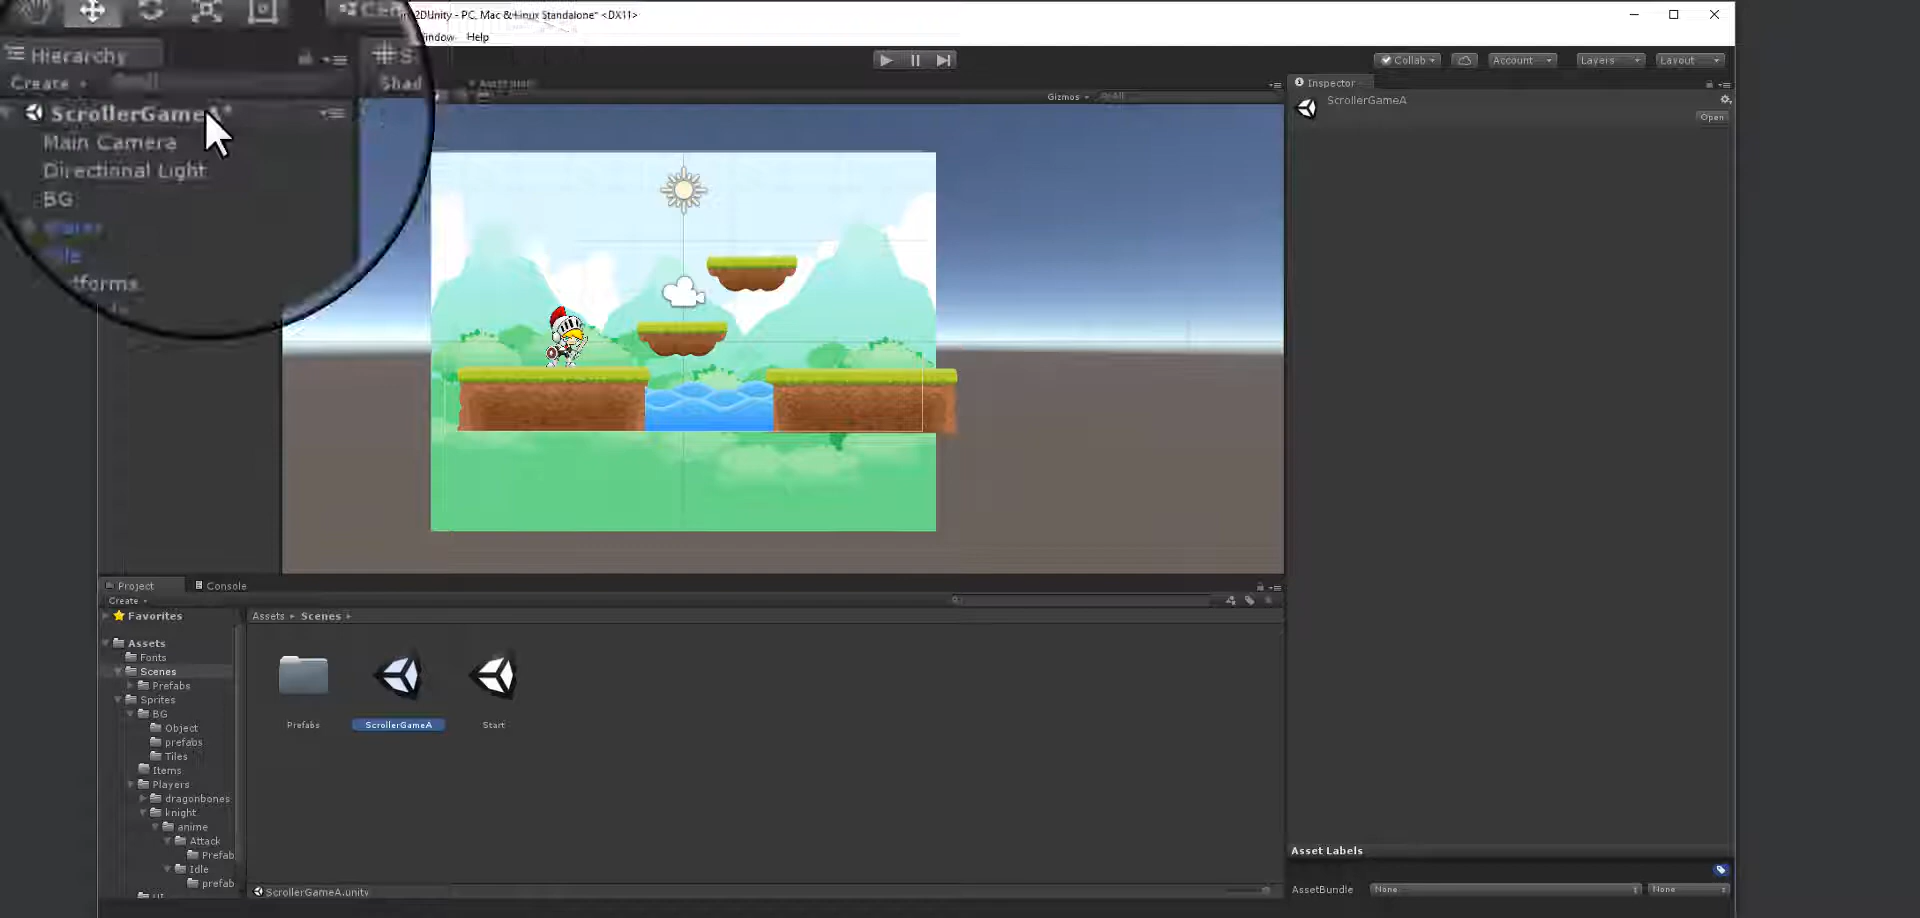 2DUnity - PC, Mac & Linux Standalone* <DX11>
indow Help
Hierarchy
Create
Shad
ScrollerGameA*
Main Camera
Directional Light
BG
tforms
Collab
Account
Layers
Layout
Gizmos
Inspector
ScrollerGameA
Open
Project
Console
Create
Favorites
Assets
Fonts
Scenes
Prefabs
Sprites
BG
Object
prefabs
Tiles
Items
Players
dragonbones
knight
anime
Attack
Prefab
Idle
prefab
Assets Scenes
Prefabs
ScrollerGameA
Start
ScrollerGameA.unity
Asset Labels
AssetBundle None None